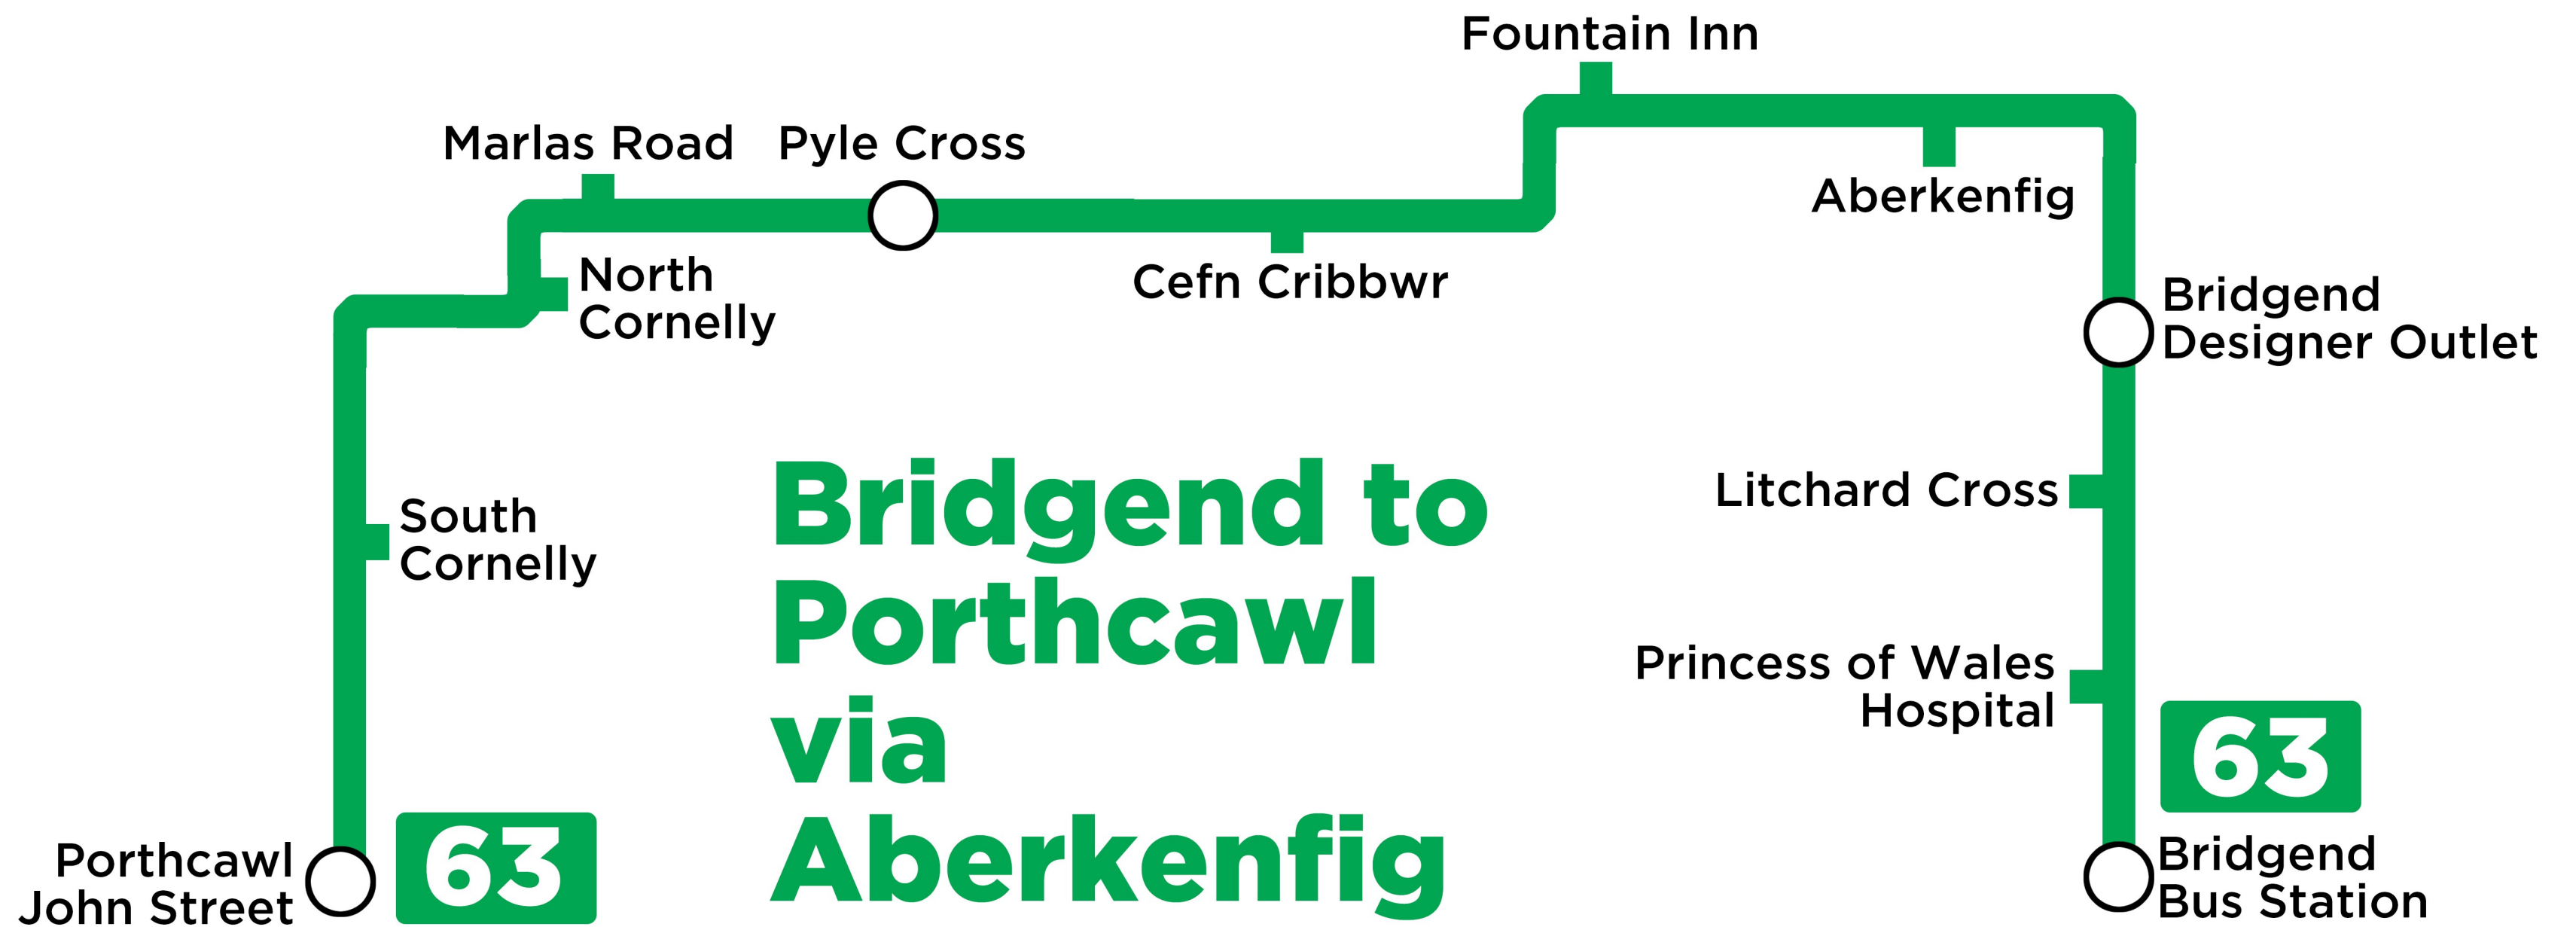 Fountain Inn
Marlas Road
Pyle Cross
Aberkenfig
North
Cornelly
Cefn Cribbwr
Bridgend
Designer Outlet
South
Cornelly
Litchard Cross
Princess of Wales
Hospital
Bridgend to
Porthcawl
via
Aberkenfig
63
63
Porthcawl
John Street
Bridgend
Bus Station